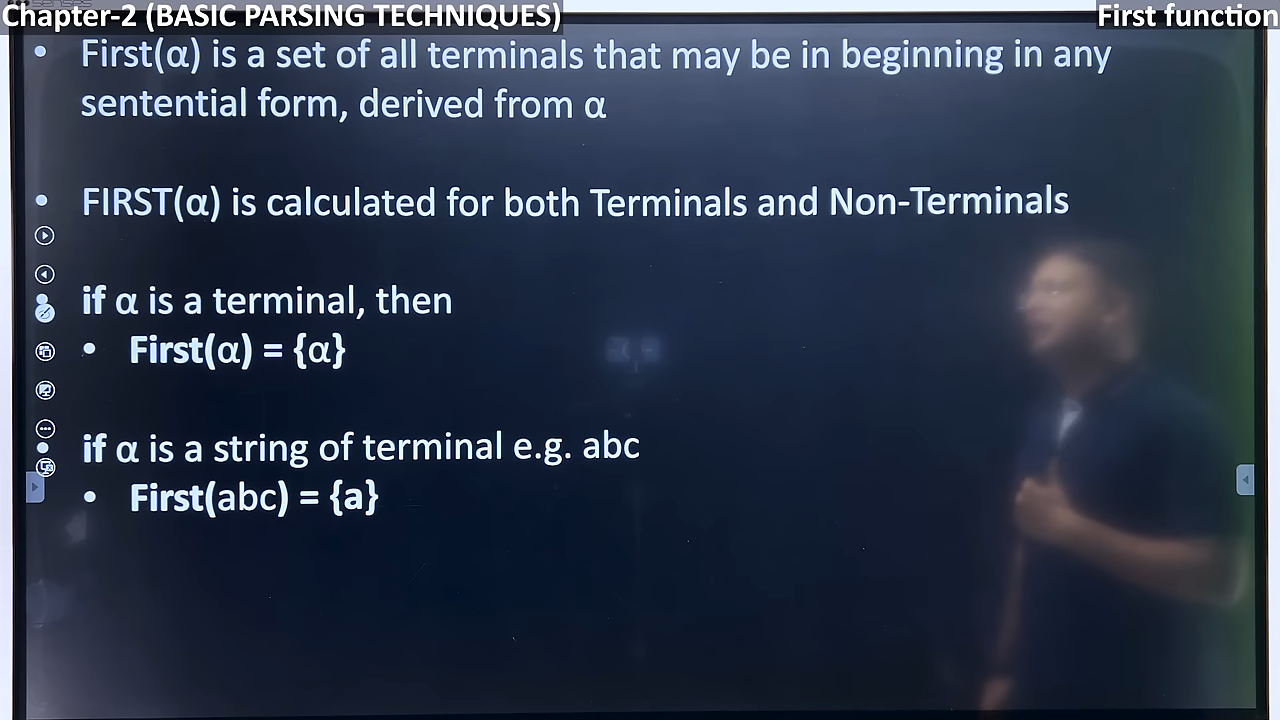 Chapter-2 (BASIC PARSING TECHNIQUES)
First function
• First(α) is a set of all terminals that may be in beginning in any
sentential form, derived from α
• FIRST(α) is calculated for both Terminals and Non-Terminals
if α is a terminal, then
• First(α) = {α}
if α is a string of terminal e.g. abc
• First(abc) = {a}